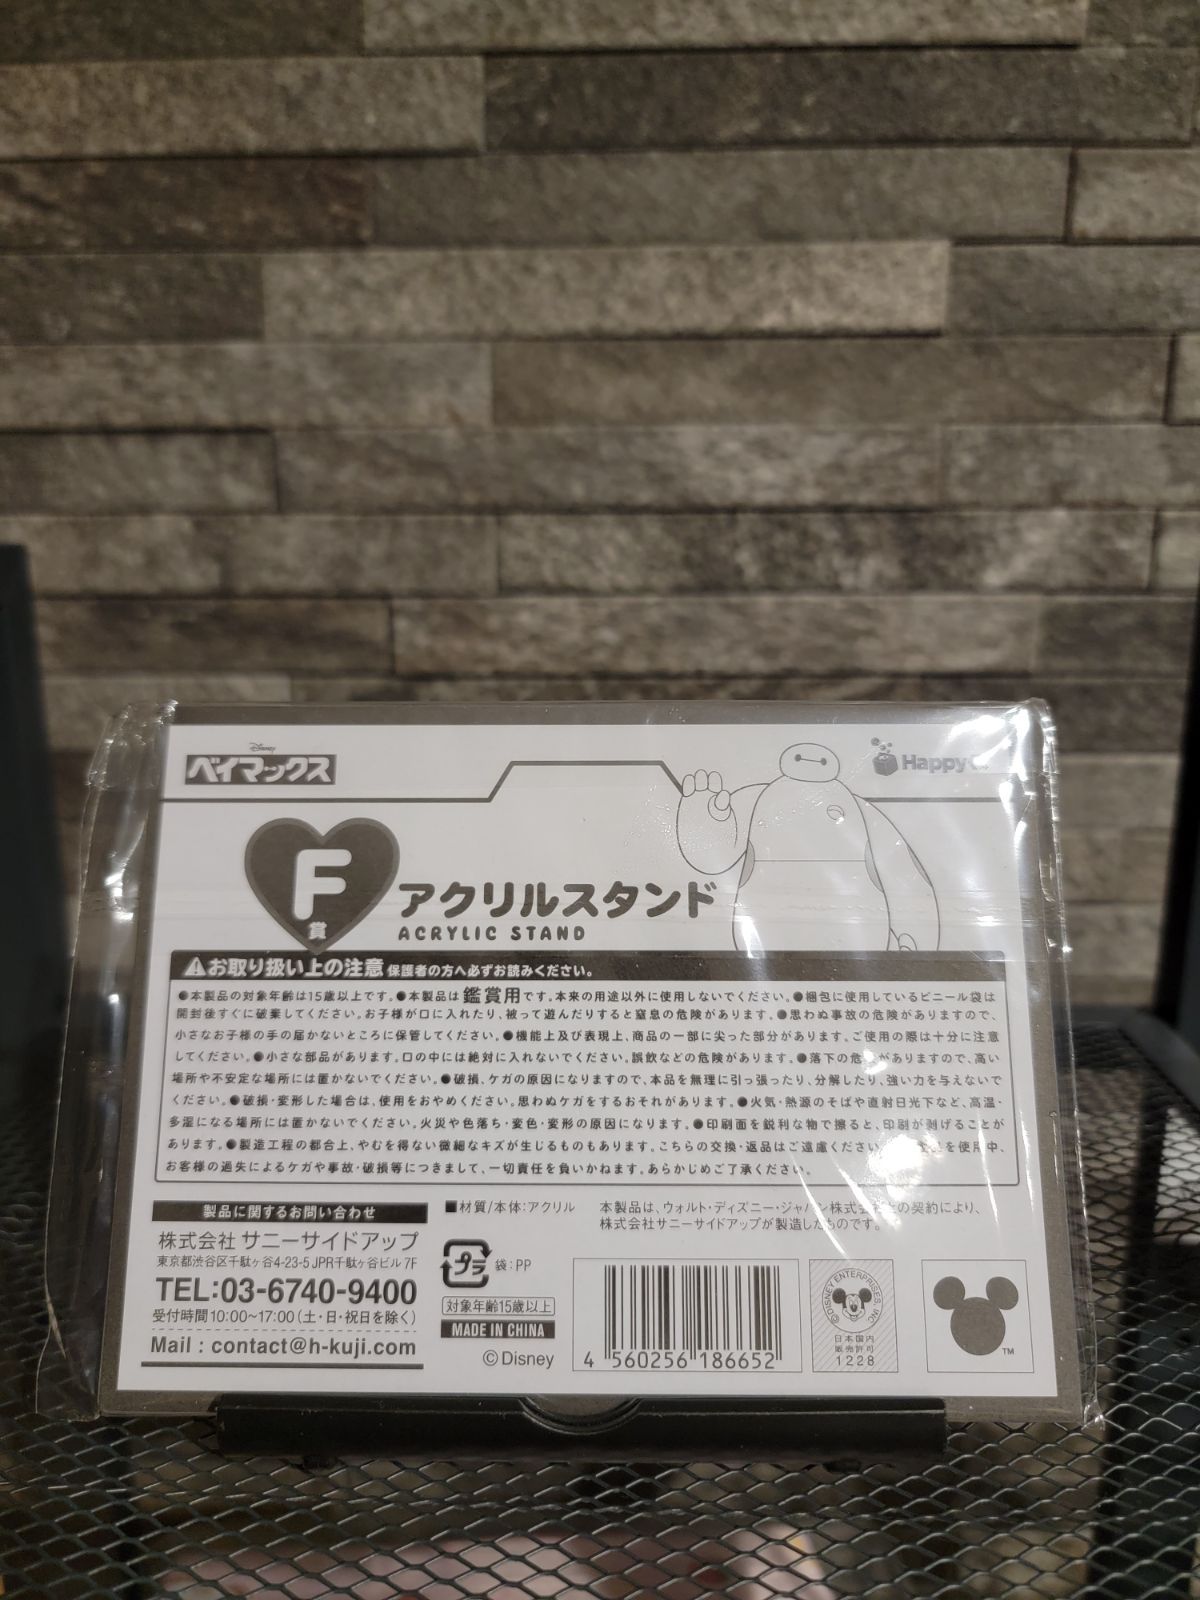 Disney
ベイマックス
Happy
F
賞
アクリルスタンド
ACRYLIC STAND
お取り扱い上の注意 保護者の方へ必ずお読みください。
●本製品の対象年齢は15歳以上です。●本製品は鑑賞用です。本来の用途以外に使用しないでください。●梱包に使用しているビニール袋は
開封後すぐに破棄してください。お子様が口に入れたり、被って遊んだりすると窒息の危険があります。●思わぬ事故の危険がありますので、
小さなお子様の手の届かないところに保管してください。●機能上及び表現上、商品の一部に尖った部分があります。ご使用の際は十分に注意
してください。●小さな部品があります。口の中には絶対に入れないでください。誤飲などの危険があります。●落下の危 がありますので、高い
場所や不安定な場所には置かないでください。●破損、ケガの原因になりますので、本品を無理に引っ張ったり、分解したり、強い力を与えないで
ください。●破損・変形した場合は、使用をおやめください。思わぬケガをするおそれがあります。●火気・熱源のそばや直射日光下など、高温・
多湿になる場所には置かないでください。火災や色落ち・変色・変形の原因になります。●印刷面を鋭利な物で擦ると、印刷が剥げることが
あります。●製造工程の都合上、やむを得ない微細なキズが生じるものもあります。こちらの交換・返品はご遠慮くださ を使用中、
お客様の過失によるケガや事故・破損等につきまして、一切責任を負いかねます。あらかじめご了承ください。
製品に関するお問い合わせ
株式会社 サニーサイドアップ
東京都渋谷区千駄ヶ谷4-23-5 JPR千駄ヶ谷ビル 7F
TEL:03-6740-9400
受付時間 10:00~17:00（土・日・祝日を除く）
Mail : contact@h-kuji.com
■材質/本体:アクリル
プラ
袋:PP
対象年齢15歳以上
MADE IN CHINA
©Disney
本製品は、ウォルト・ディズニー・ジャパン株式会社 の契約により、
株式会社サニーサイドアップが製造したものです。
4 560256 186652
©DISNEY ENTERPRISES, INC
日本国内
販売許可
1228
TM